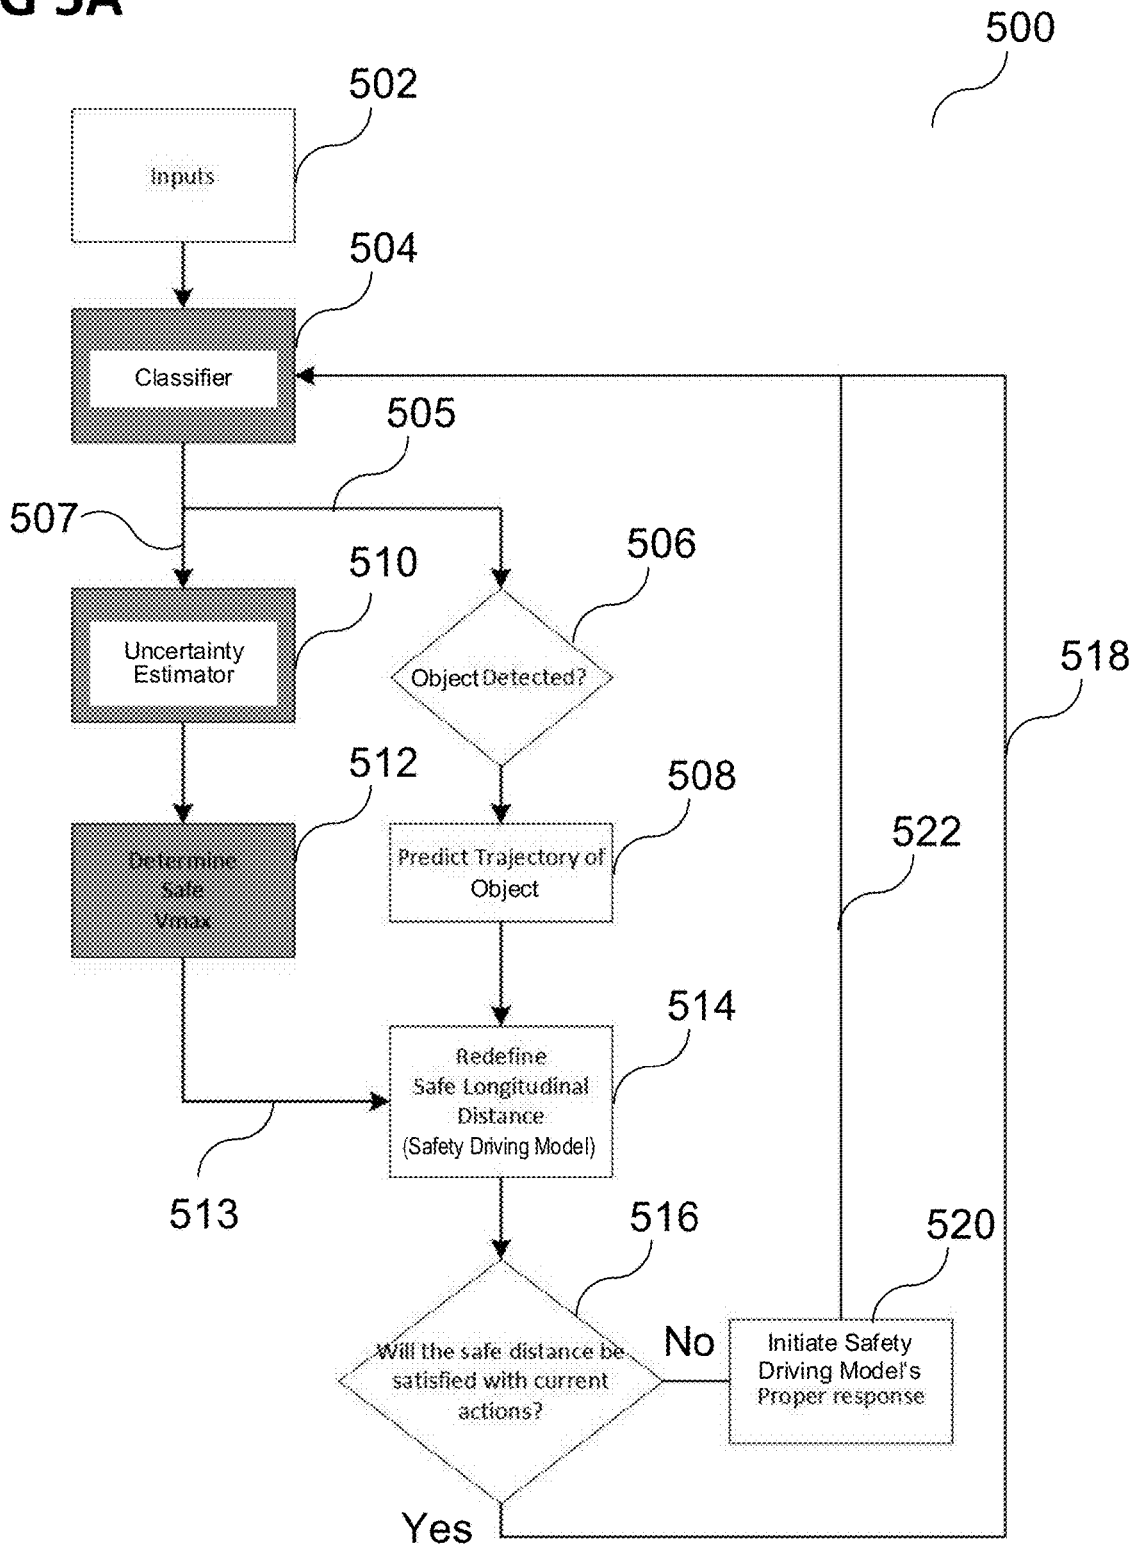 G 5A
500
502
Inputs
504
Classifier
505
507
510
506
Uncertainty
Estimator
Object Detected?
518
512
508
522
Determine
Safe
Vmax
Predict Trajectory of
Object
514
Redefine
Safe Longitudinal
Distance
(Safety Driving Model)
513
516
520
No
Initiate Safety
Driving Model's
Proper response
Will the safe distance be
satisfied with current
actions?
Yes